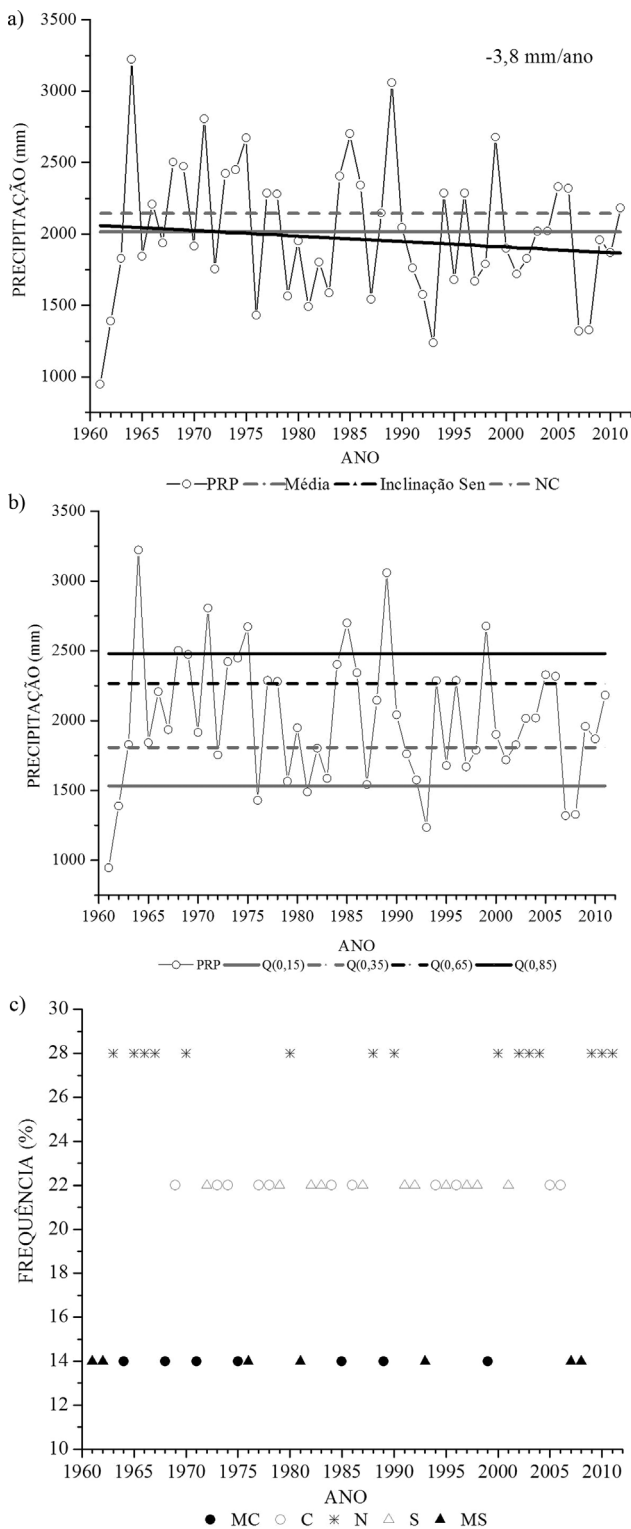 a)
3500
-3,8 mm/ano
3000
2500
2000
1500
1000
PRECIPITAÇÃO (mm)
1960 1965 1970 1975 1980 1985 1990 1995 2000 2005 2010
ANO
PRP Média Inclinação Sen NC
b)
3500
3000
2500
2000
1500
1000
PRECIPITAÇÃO (mm)
1960 1965 1970 1975 1980 1985 1990 1995 2000 2005 2010
ANO
PRP Q(0,15) Q(0,35) Q(0,65) Q(0,85)
c)
30
28
26
24
22
20
18
16
14
12
10
FREQUÊNCIA (%)
1960 1965 1970 1975 1980 1985 1990 1995 2000 2005 2010
ANO
MC C N S MS